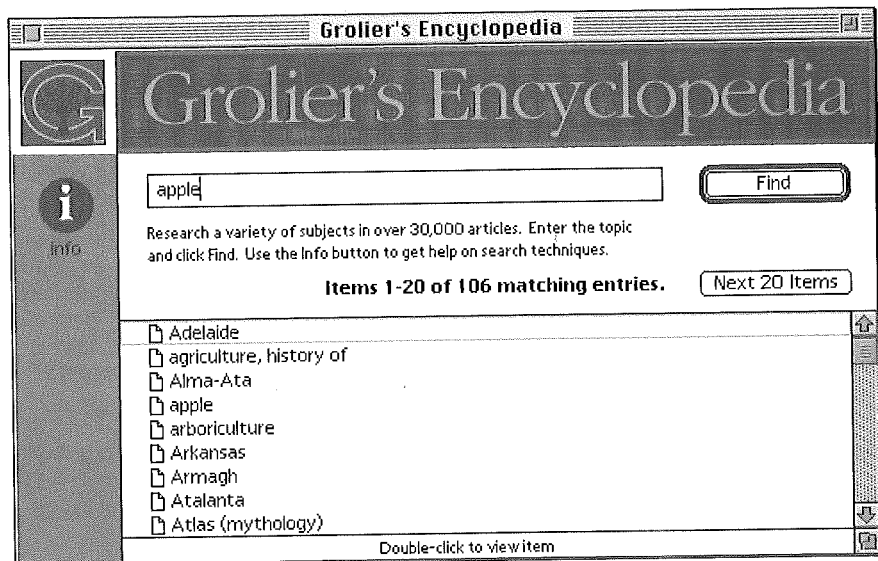 Grolier's Encyclopedia
G
Grolier's Encyclopedia
i
Info
apple
Find
Research a variety of subjects in over 30,000 articles. Enter the topic
and click Find. Use the Info button to get help on search techniques.
Items 1-20 of 106 matching entries.
Next 20 Items
Adelaide
agriculture, history of
Alma-Ata
apple
arboriculture
Arkansas
Armagh
Atalanta
Atlas (mythology)
Double-click to view item